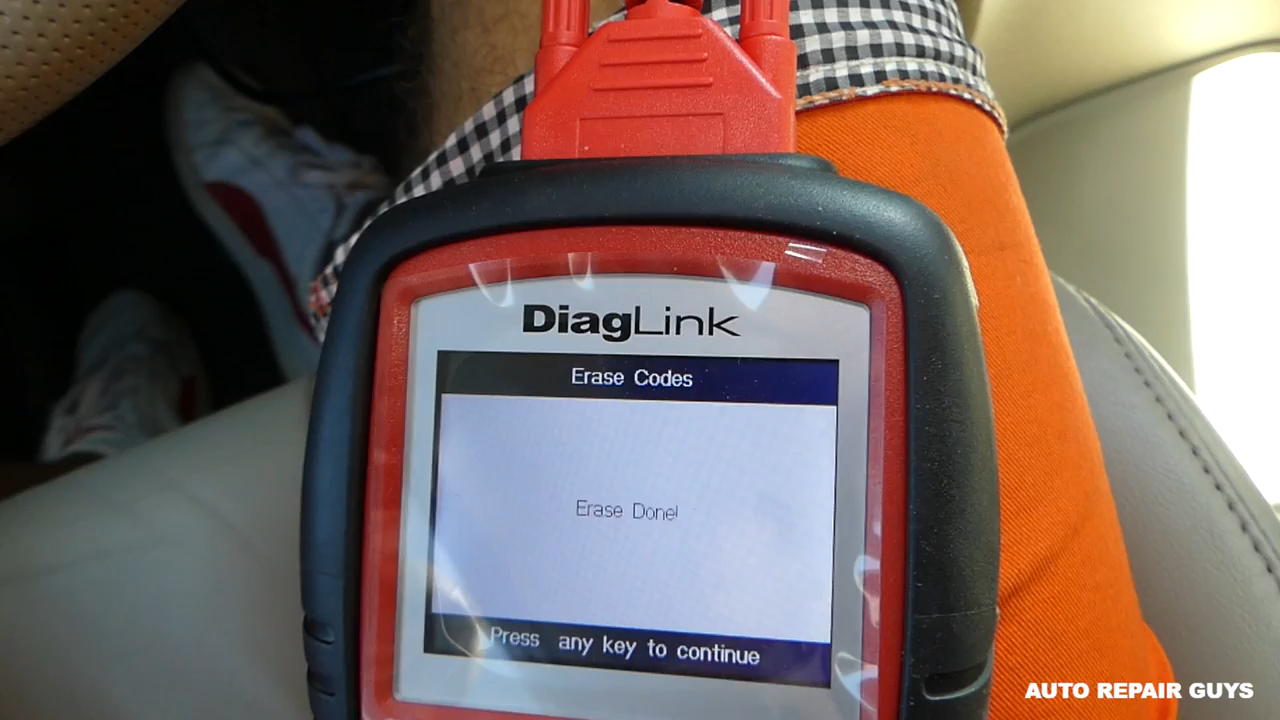 DiagLink
Erase Codes
Erase Done!
Press any key to continue
AUTO REPAIR GUYS